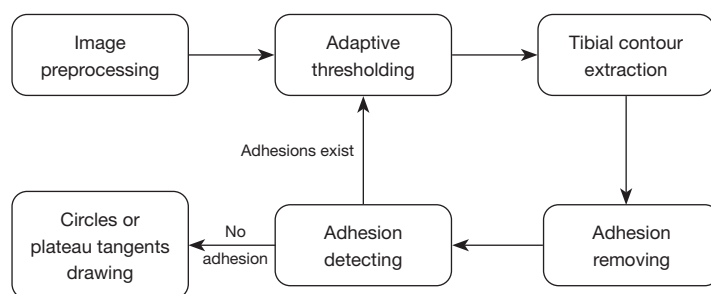 Image
preprocessing
Adaptive
thresholding
Tibial contour
extraction
Adhesions exist
Circles or
plateau tangents
drawing
No
adhesion
Adhesion
detecting
Adhesion
removing